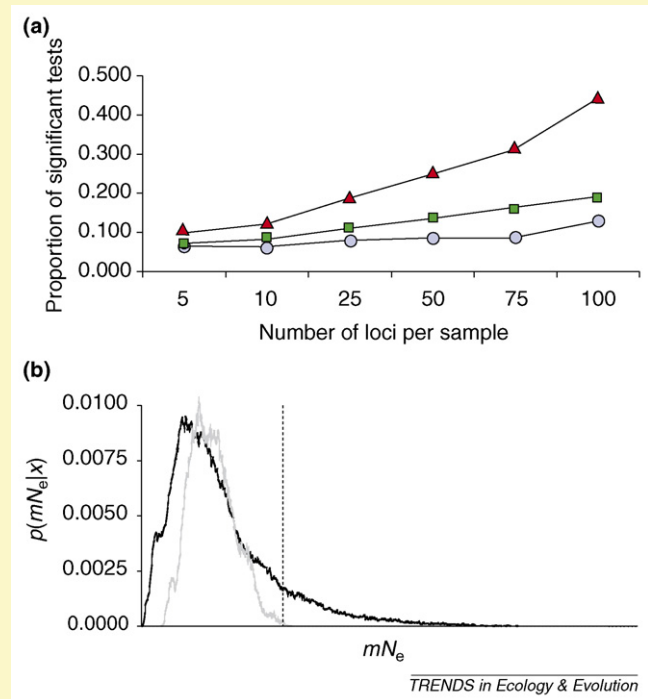 (a)
Proportion of significant tests
0.500
0.400
0.300
0.200
0.100
0.000
5 10 25 50 75 100
Number of loci per sample
(b)
p(mNe|x)
0.0100
0.0075
0.0050
0.0025
0.0000
mNe
TRENDS in Ecology & Evolution